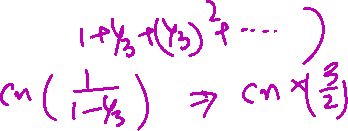 1+1/3+(1/3)^2+ ---- )
cn ( 1/(1-1/3) ) ⇒ cn × (3/2)